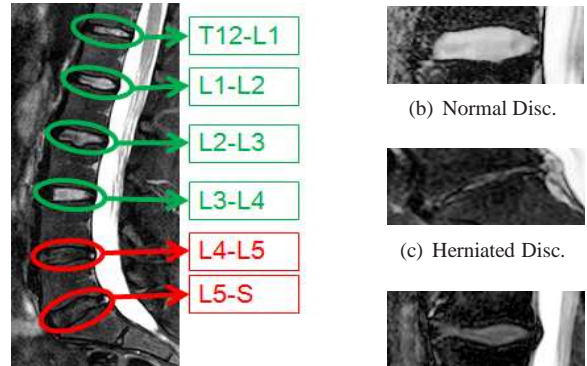 T12-L1
L1-L2
L2-L3
L3-L4
L4-L5
L5-S
(b) Normal Disc.
(c) Herniated Disc.